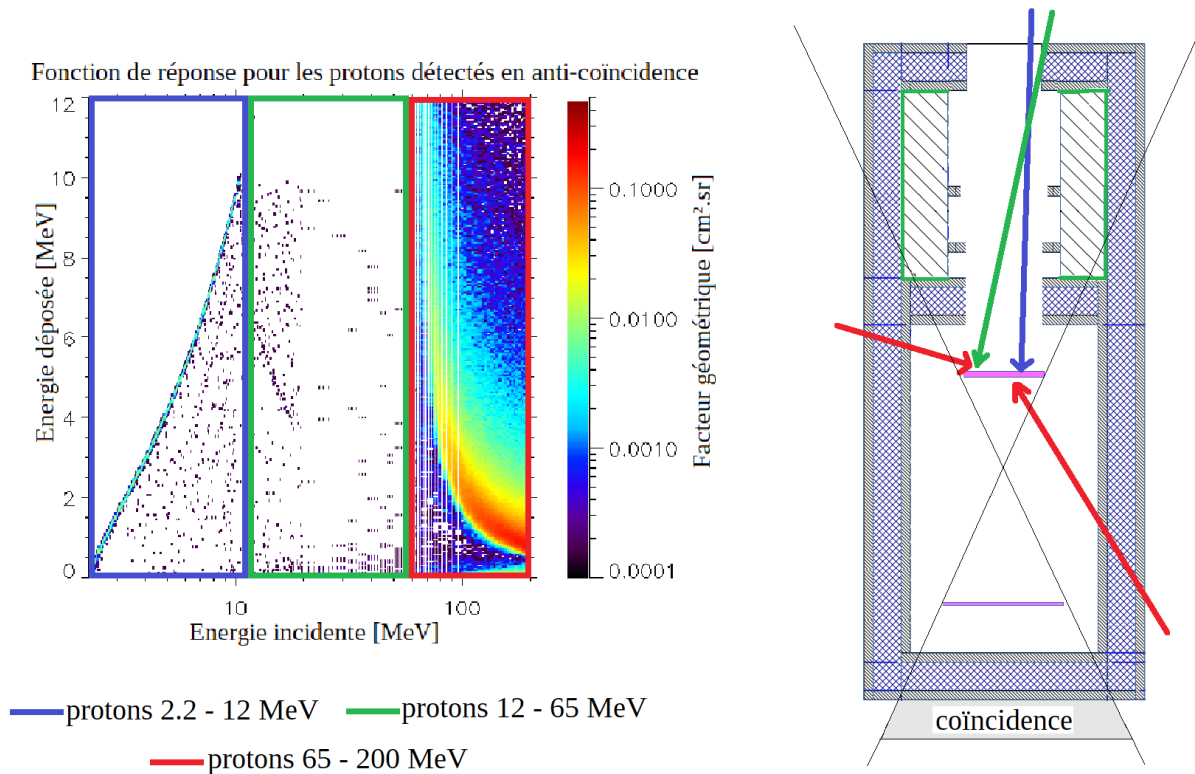 Fonction de réponse pour les protons détectés en anti-coïncidence
12
10
8
6
4
2
0
Energie déposée [MeV]
10
100
Energie incidente [MeV]
0.1000
0.0100
0.0010
0.0001
Facteur géométrique [cm².sr]
protons 2.2 - 12 MeV
protons 12 - 65 MeV
protons 65 - 200 MeV
coïncidence